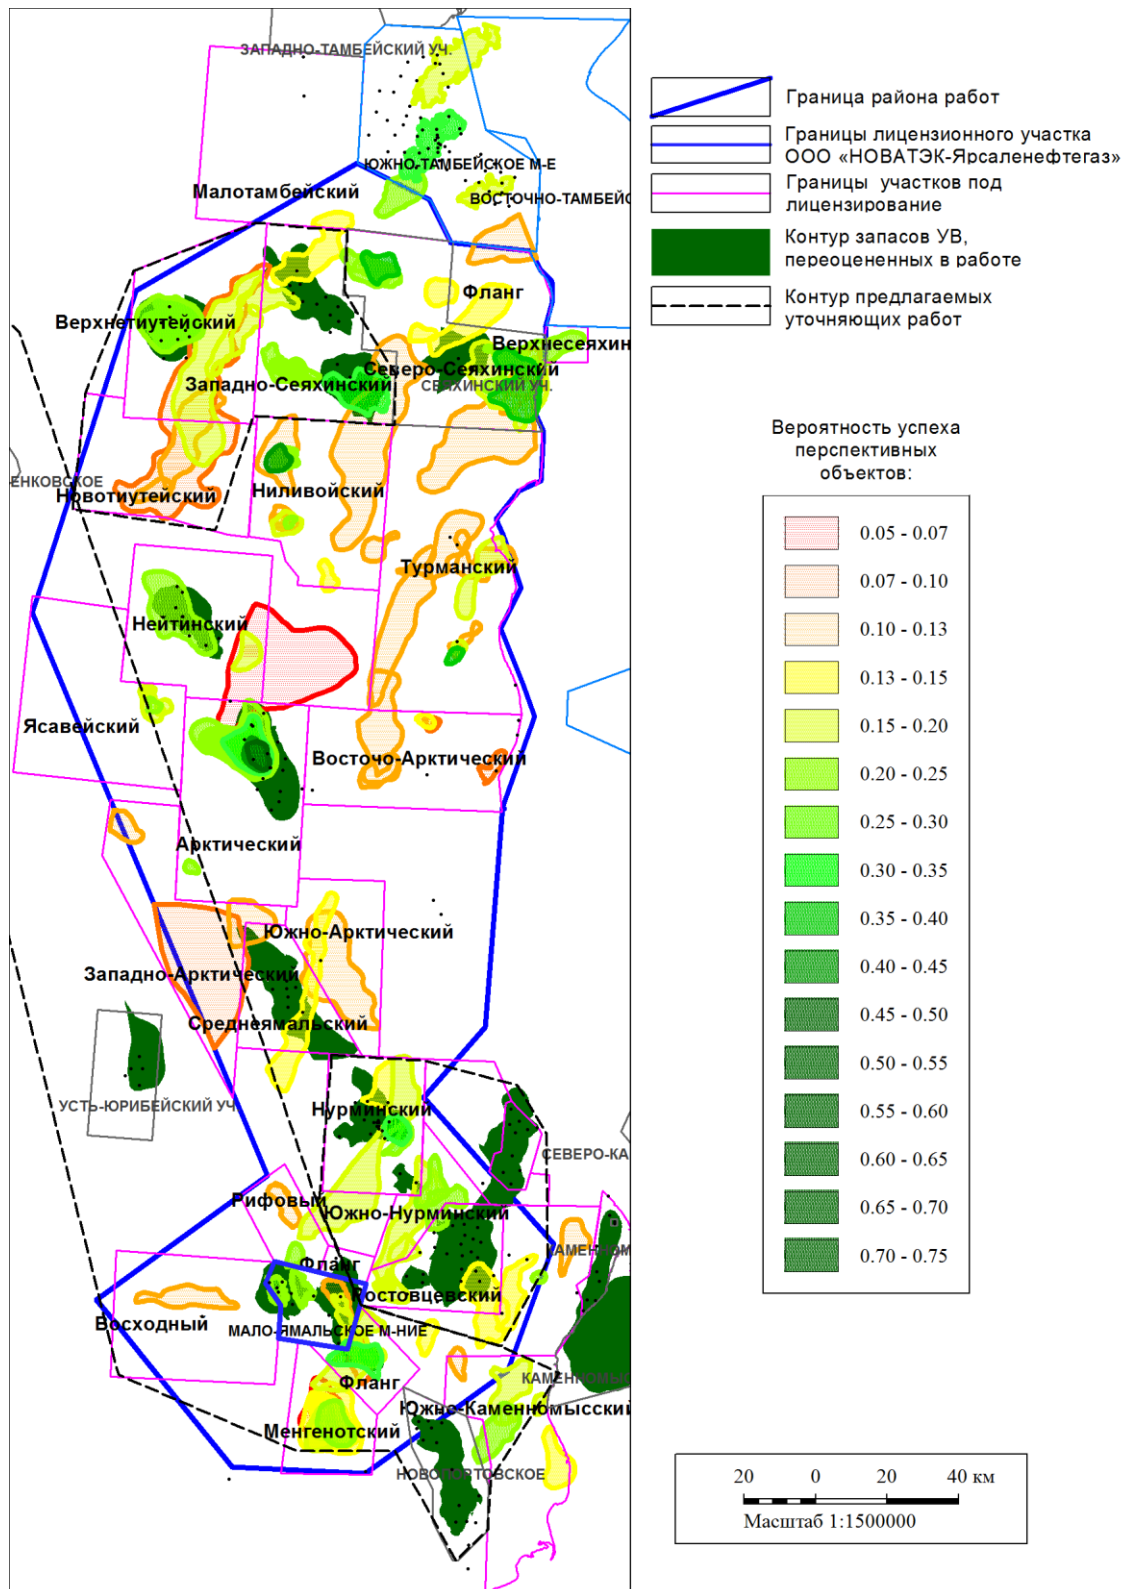 ЗАПАДНО-ТАМБЕЙСКИЙ УЧ.
ЮЖНО-ТАМБЕЙСКОЕ М-Е
Малотамбейский
ВОСТОЧНО-ТАМБЕЙС
Фланг
Верхнетиутейский
Верхнесеяхин
Северо-Сеяхинский
Западно-Сеяхинский
СЕЯХИНСКИЙ УЧ.
ЕНКОВСКОЕ
Новотиутейский
Ниливойский
Турманский
Нейтинский
Ясавейский
Восточо-Арктический
Арктический
Южно-Арктический
Западно-Арктический
Среднеямальский
УСТЬ-ЮРИБЕЙСКИЙ УЧ.
Нурминский
СЕВЕРО-КА
Рифовый
Южно-Нурминский
КАМЕННОМ
Фланг
Ростовцевский
Восходный
МАЛО-ЯМАЛЬСКОЕ М-НИЕ
Фланг
КАМЕННОМЫ
Южно-Каменномысский
Менгенотский
НОВОПОРТОВСКОЕ
Граница района работ
Границы лицензионного участка
ООО «НОВАТЭК-Ярсаленефтегаз»
Границы участков под
лицензирование
Контур запасов УВ,
переоцененных в работе
Контур предлагаемых
уточняющих работ
Вероятность успеха
перспективных
объектов:
0.05 - 0.07
0.07 - 0.10
0.10 - 0.13
0.13 - 0.15
0.15 - 0.20
0.20 - 0.25
0.25 - 0.30
0.30 - 0.35
0.35 - 0.40
0.40 - 0.45
0.45 - 0.50
0.50 - 0.55
0.55 - 0.60
0.60 - 0.65
0.65 - 0.70
0.70 - 0.75
20 0 20 40 км
Масштаб 1:1500000